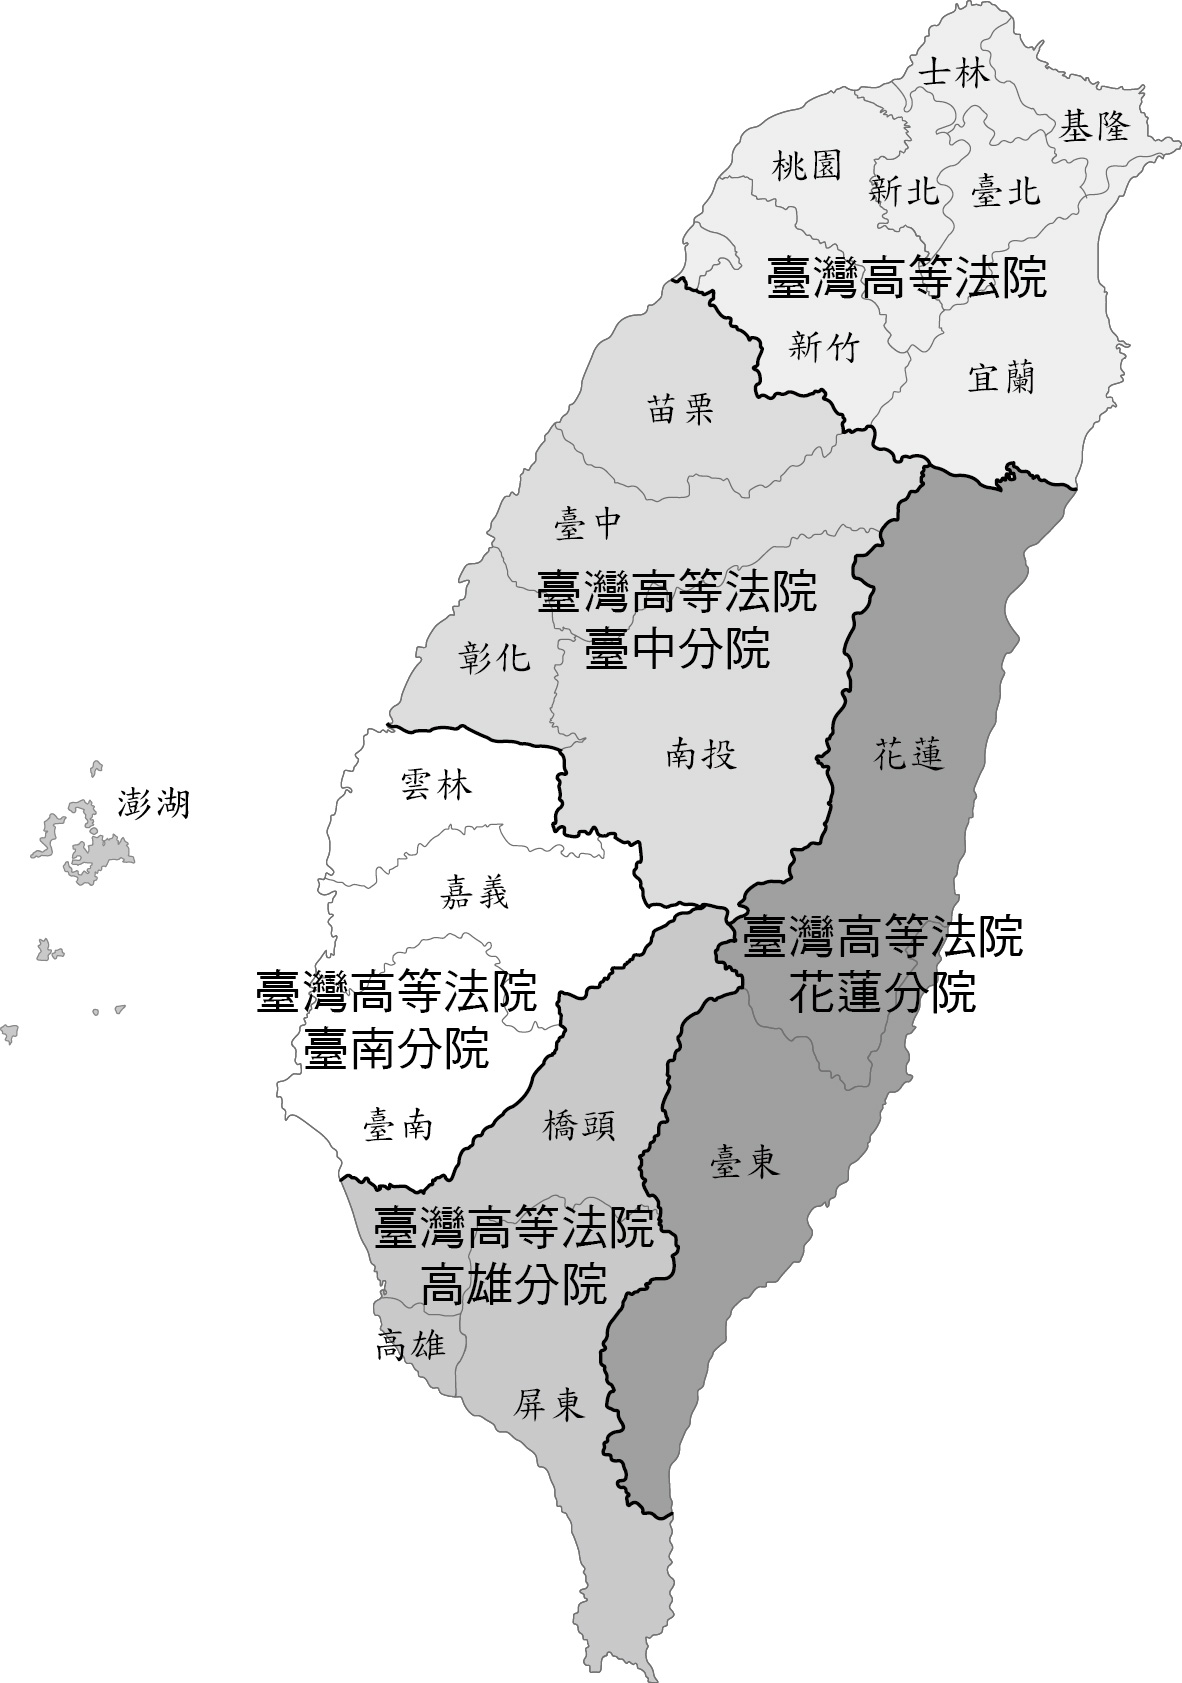 士林
基隆
桃園
新北
臺北
臺灣高等法院
新竹
宜蘭
苗栗
臺中
臺灣高等法院
臺中分院
彰化
南投
花蓮
雲林
澎湖
嘉義
臺灣高等法院
花蓮分院
臺灣高等法院
臺南分院
臺南
橋頭
臺東
臺灣高等法院
高雄分院
高雄
屏東